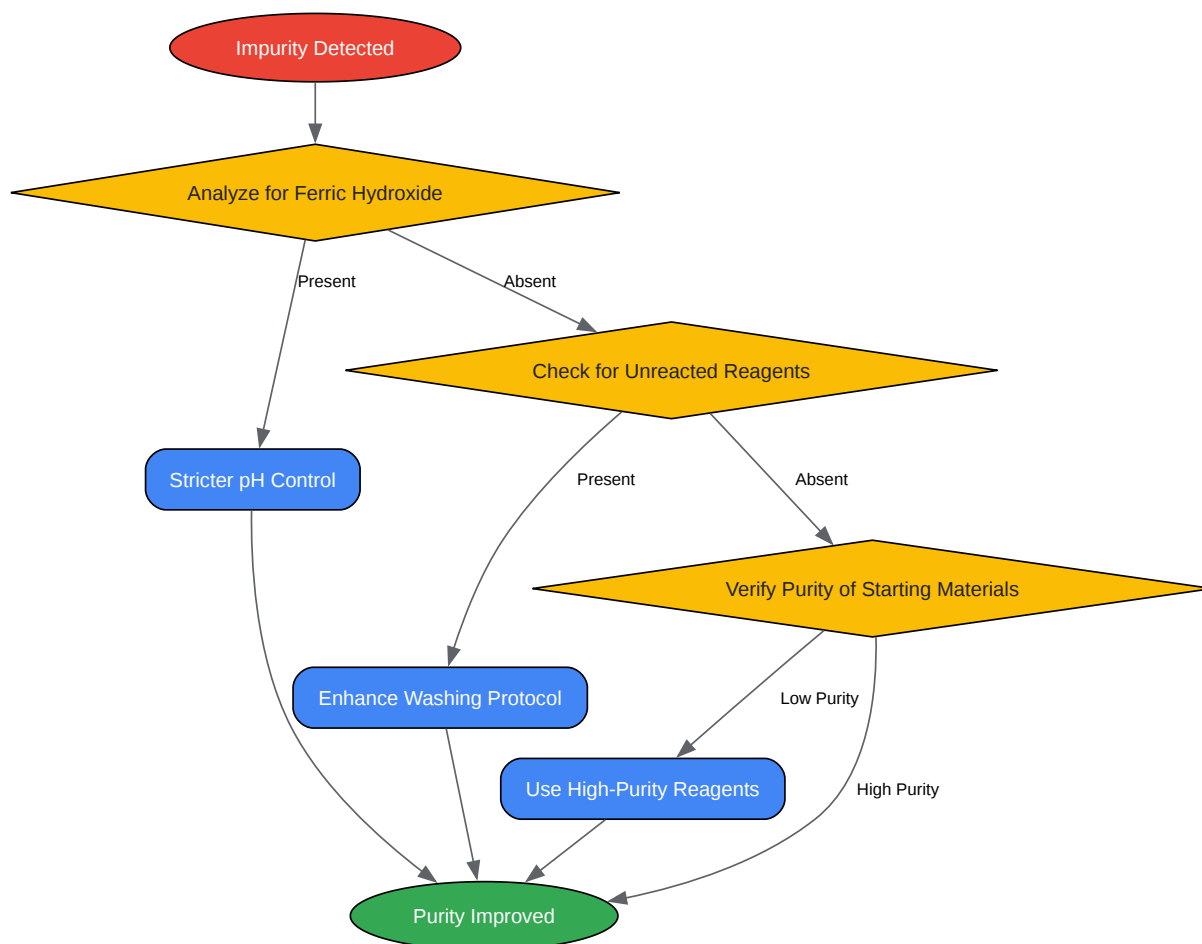 Impurity Detected
Analyze for Ferric Hydroxide
Present
Absent
Check for Unreacted Reagents
Stricter pH Control
Present
Absent
Verify Purity of Starting Materials
Enhance Washing Protocol
Low Purity
Use High-Purity Reagents
High Purity
Purity Improved